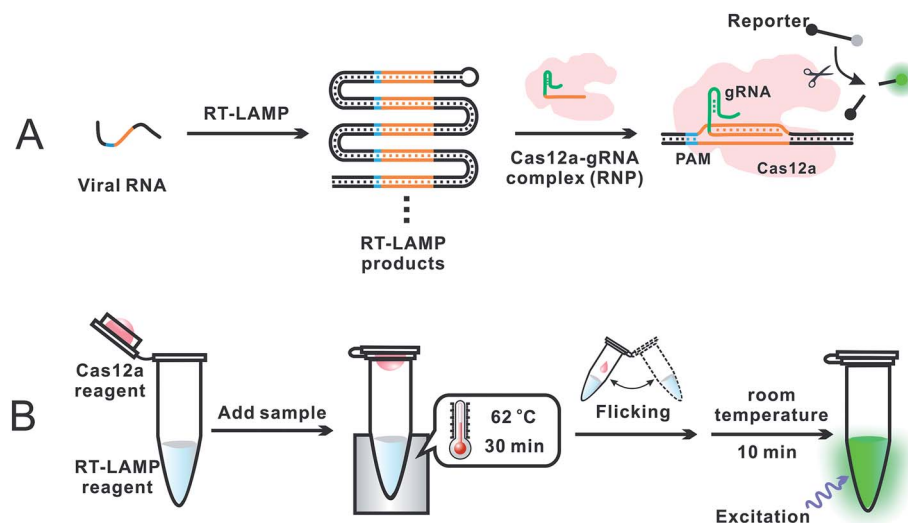 Reporter
A
RT-LAMP
gRNA
Viral RNA
Cas12a-gRNA
complex (RNP)
PAM
Cas12a
RT-LAMP
products
B
Cas12a
reagent
RT-LAMP
reagent
Add sample
62 °C
30 min
Flicking
room
temperature
10 min
Excitation